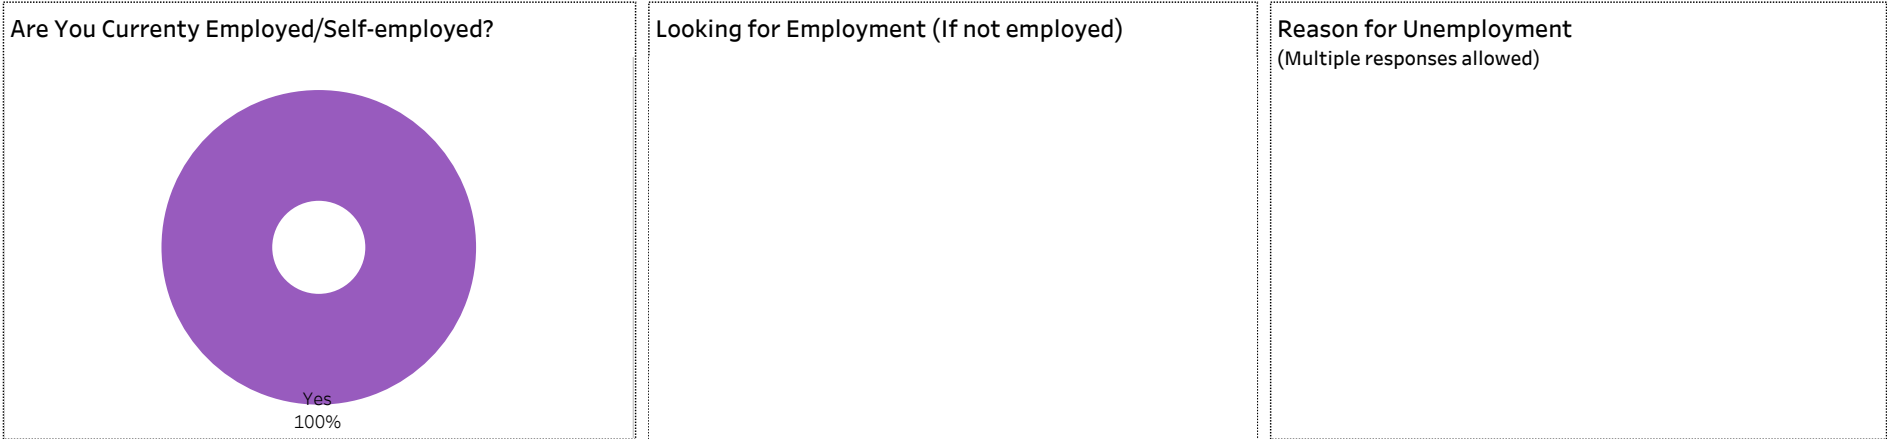 Are You Currenty Employed/Self-employed?
Yes
100%
Looking for Employment (If not employed)
Reason for Unemployment
(Multiple responses allowed)